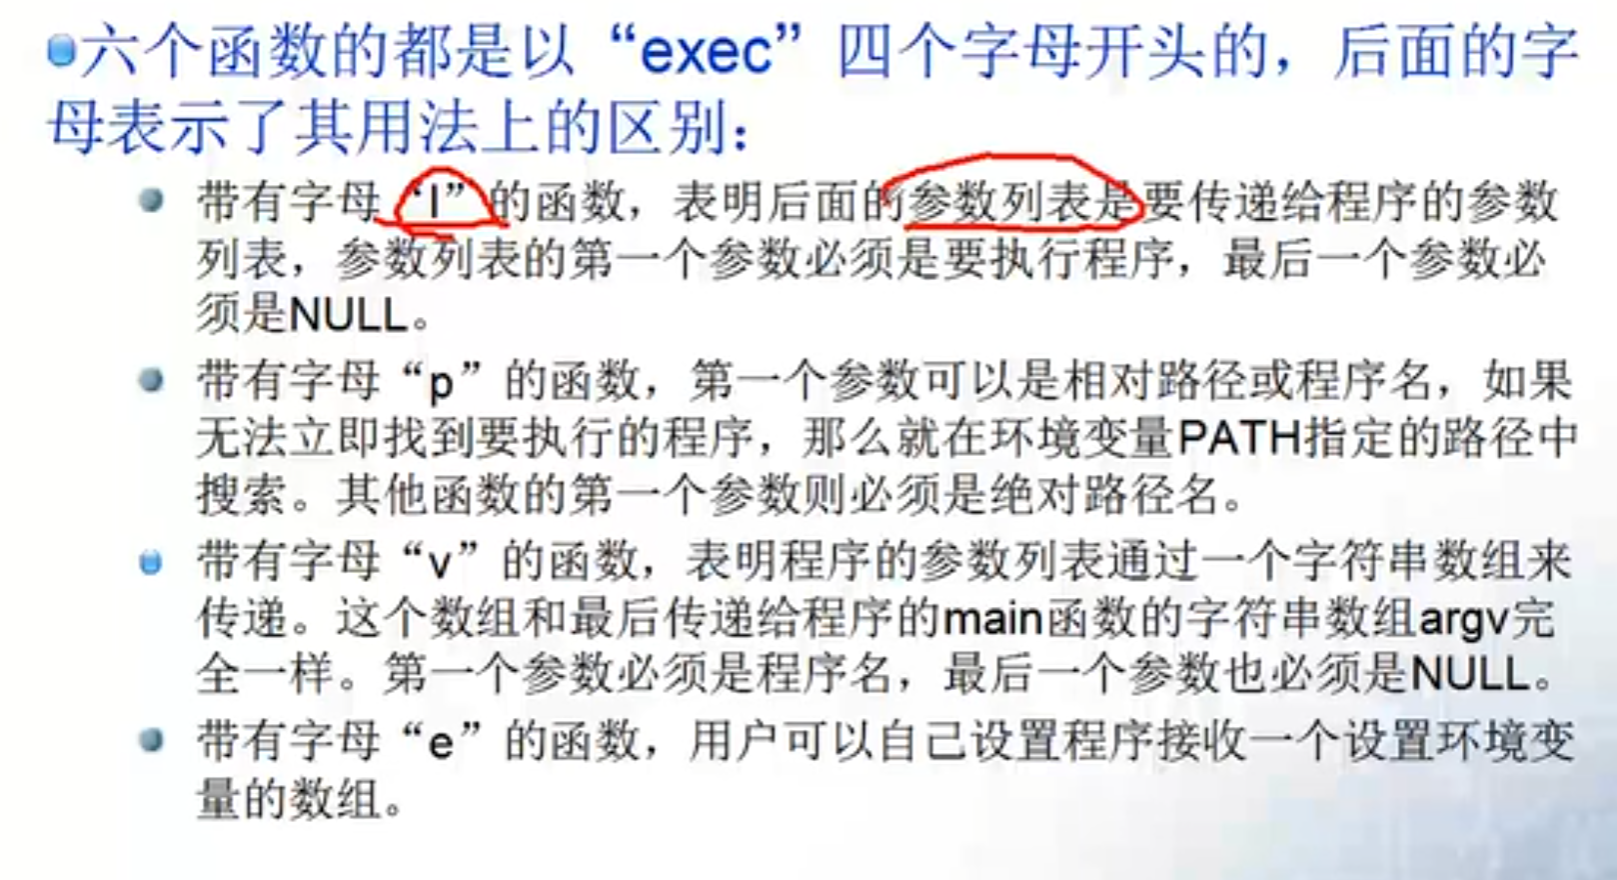 六个函数的都是以“exec”四个字母开头的，后面的字
母表示了其用法上的区别：
带有字母“l”的函数，表明后面的参数列表是要传递给程序的参数
列表，参数列表的第一个参数必须是要执行程序，最后一个参数必
须是NULL。
带有字母“p”的函数，第一个参数可以是相对路径或程序名，如果
无法立即找到要执行的程序，那么就在环境变量PATH指定的路径中
搜索。其他函数的第一个参数则必须是绝对路径名。
带有字母“v”的函数，表明程序的参数列表通过一个字符串数组来
传递。这个数组和最后传递给程序的main函数的字符串数组argv完
全一样。第一个参数必须是程序名，最后一个参数也必须是NULL。
带有字母“e”的函数，用户可以自己设置程序接收一个设置环境变
量的数组。